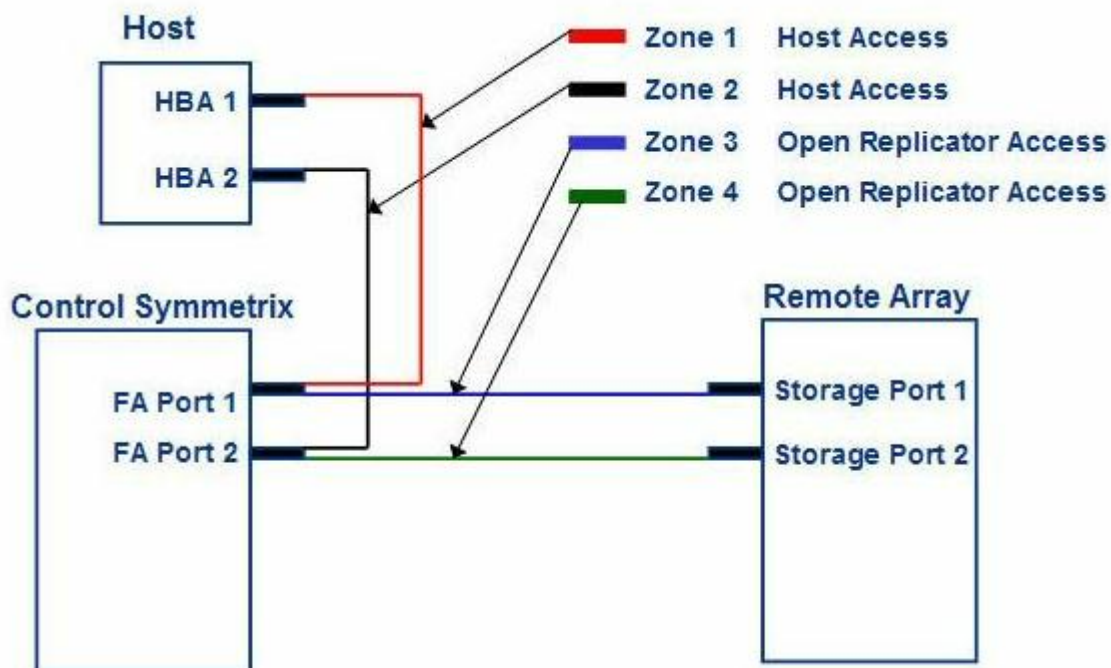 Host
HBA 1
HBA 2
Zone 1 Host Access
Zone 2 Host Access
Zone 3 Open Replicator Access
Zone 4 Open Replicator Access
Control Symmetrix
FA Port 1
FA Port 2
Remote Array
Storage Port 1
Storage Port 2